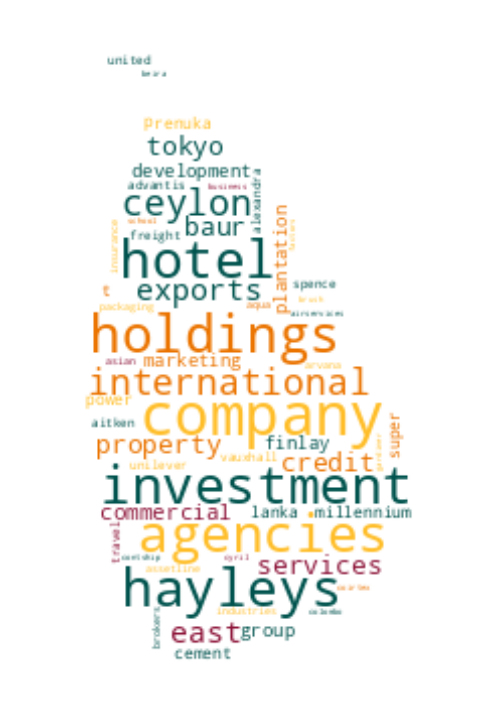 united
beira
prenuka
tokyo
development
advantis business
alexandra
ceylon
school baur
insurance freight
plantation
hotel
exports spence
t
packaging aqua
airservices
holdings
asian marketing
international
power
company
aitken
super
property finlay
vauxhall
unilever credit
investment
commercial lanka millennium
agencies
travel
services
assetline cyril
hayleys
industries colombo
brokers
east group
cement